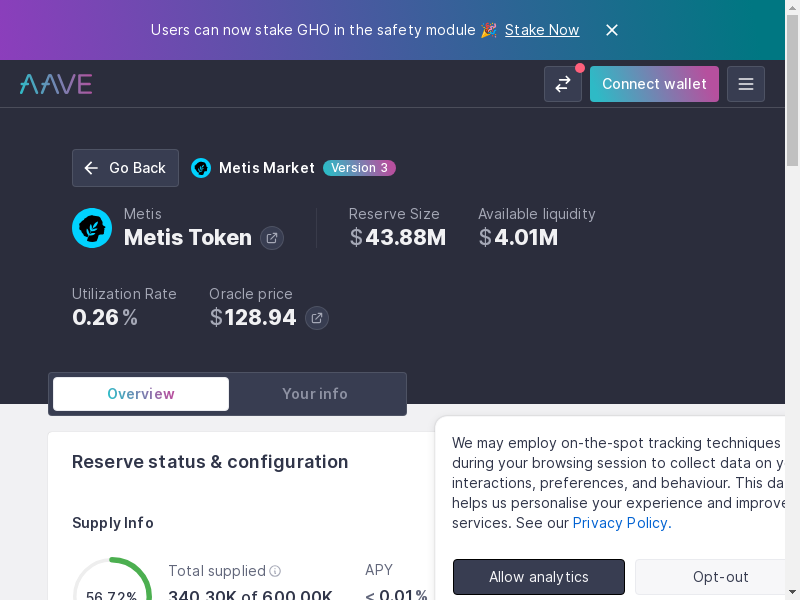 Users can now stake GHO in the safety module 🎉 Stake Now
AAVE
Connect wallet
Go Back
Metis Market
Version 3
Metis
Metis Token
Reserve Size
$43.88M
Available liquidity
$4.01M
Utilization Rate
0.26%
Oracle price
$128.94
Overview
Your info
Reserve status & configuration
We may employ on-the-spot tracking techniques
during your browsing session to collect data on
interactions, preferences, and behaviour. This
helps us personalise your experience and improve
services. See our Privacy Policy.
Allow analytics
Opt-out
Supply Info
56.72%
Total supplied
340.30K of 600.00K
APY
< 0.01%